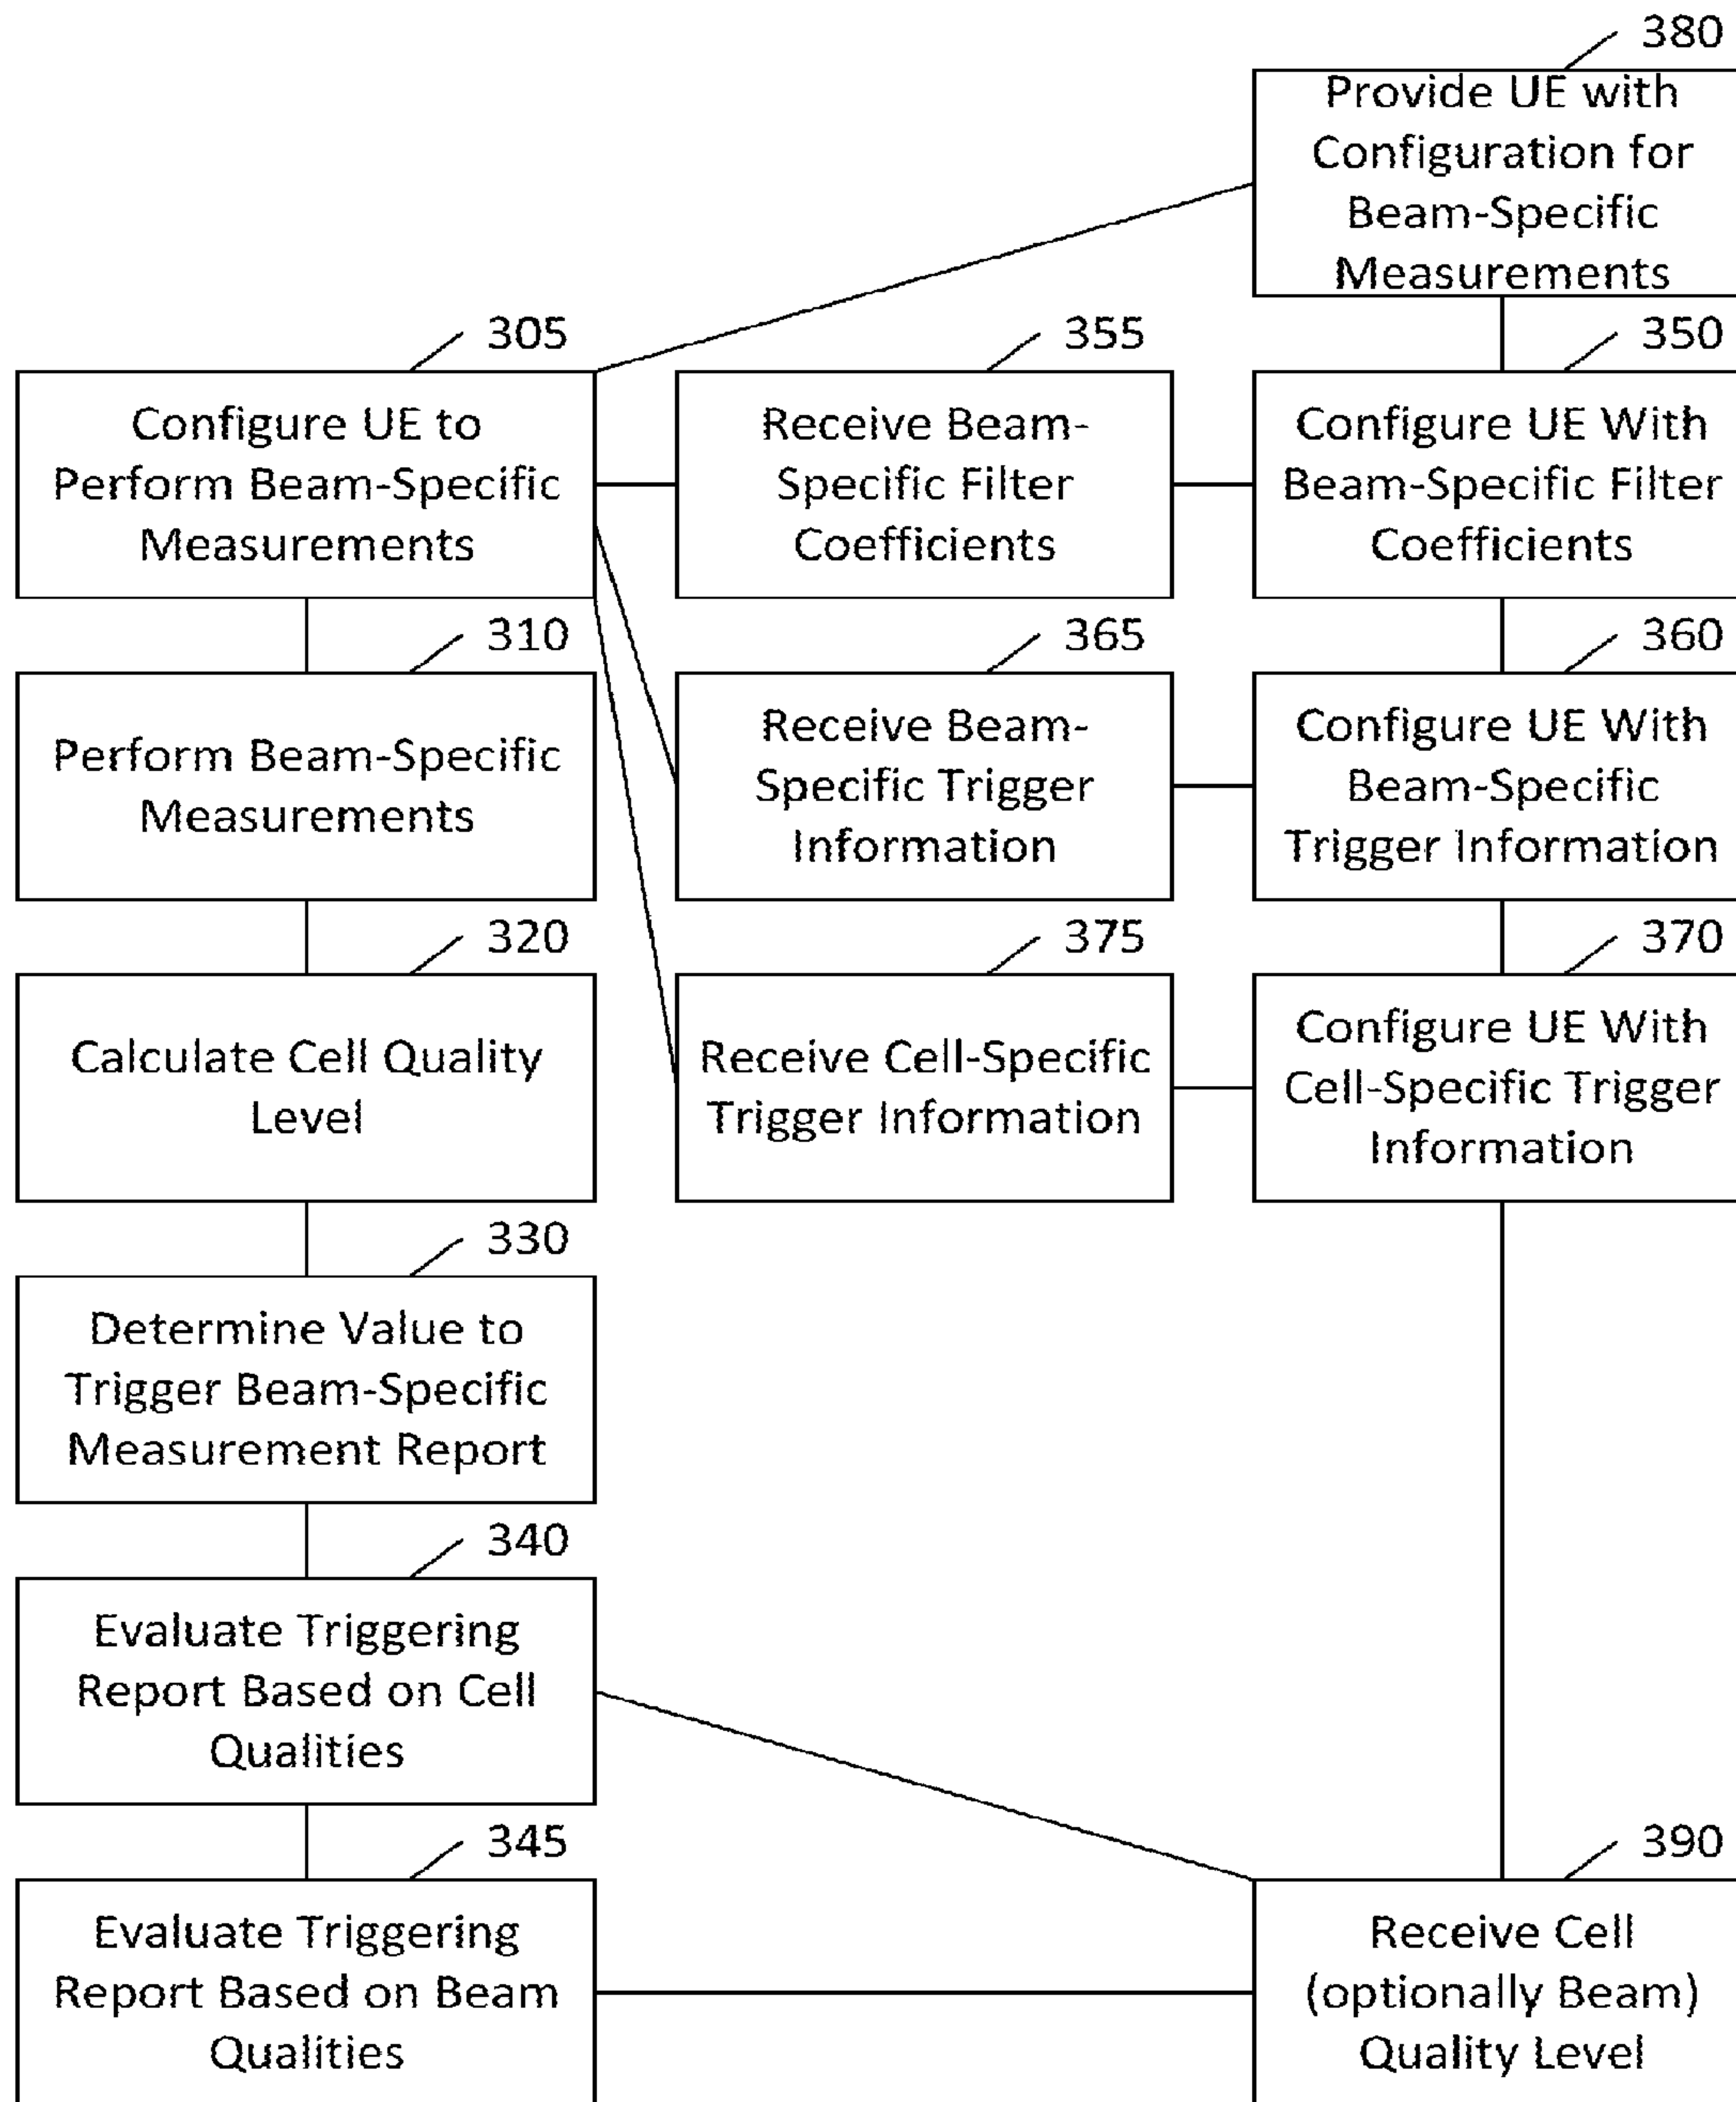 380
Provide UE with
Configuration for
Beam-Specific
Measurements
305
Configure UE to
Perform Beam-Specific
Measurements
355
Receive Beam-
Specific Filter
Coefficients
350
Configure UE With
Beam-Specific Filter
Coefficients
310
Perform Beam-Specific
Measurements
365
Receive Beam-
Specific Trigger
Information
360
Configure UE With
Beam-Specific
Trigger Information
320
Calculate Cell Quality
Level
375
Receive Cell-Specific
Trigger Information
370
Configure UE With
Cell-Specific Trigger
Information
330
Determine Value to
Trigger Beam-Specific
Measurement Report
340
Evaluate Triggering
Report Based on Cell
Qualities
345
Evaluate Triggering
Report Based on Beam
Qualities
390
Receive Cell
(optionally Beam)
Quality Level